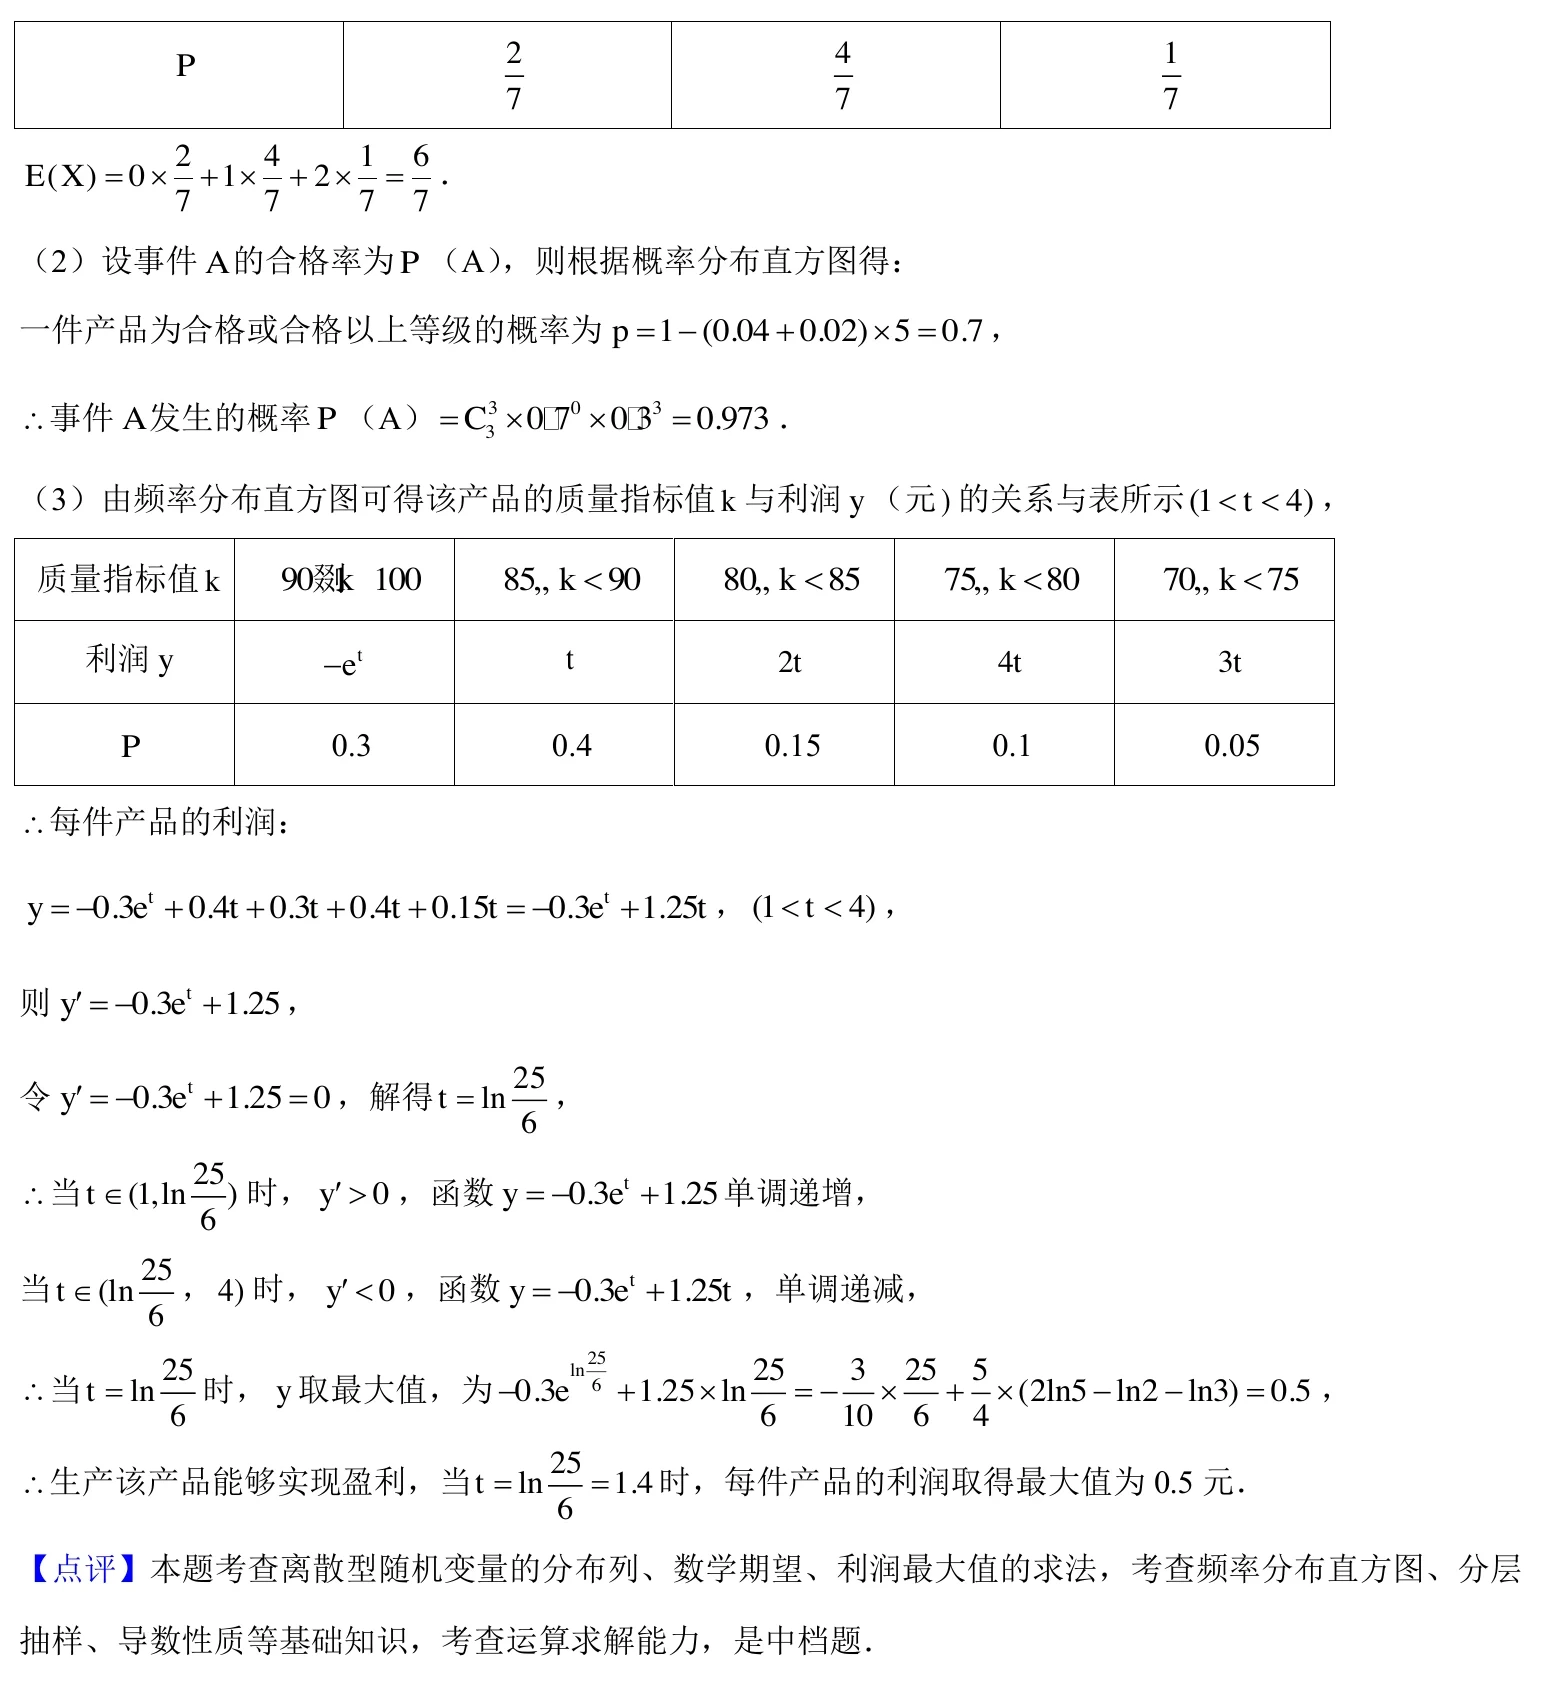 P 2/7 4/7 1/7
E(X)=0×2/7+1×4/7+2×1/7=6/7.
（2）设事件A的合格率为P（A），则根据概率分布直方图得：
一件产品为合格或合格以上等级的概率为p=1−(0.04+0.02)×5=0.7，
∴事件A发生的概率P（A）=C₃³×0□7⁰×0□3³=0.973．
（3）由频率分布直方图可得该产品的质量指标值k与利润y（元)的关系与表所示(1<t<4)，
质量指标值k 90剟k 100 85,, k<90 80,, k<85 75,, k<80 70,, k<75
利润y −eᵗ t 2t 4t 3t
P 0.3 0.4 0.15 0.1 0.05
∴每件产品的利润：
y=−0.3eᵗ+0.4t+0.3t+0.4t+0.15t=−0.3eᵗ+1.25t，(1<t<4)，
则y′=−0.3eᵗ+1.25，
令y′=−0.3eᵗ+1.25=0，解得t=ln25/6，
∴当t∈(1,ln25/6)时，y′>0，函数y=−0.3eᵗ+1.25单调递增，
当t∈(ln25/6，4)时，y′<0，函数y=−0.3eᵗ+1.25t，单调递减，
∴当t=ln25/6时，y取最大值，为−0.3e^(ln25/6)+1.25×ln25/6=−3/10×25/6+5/4×(2ln5−ln2−ln3)=0.5，
∴生产该产品能够实现盈利，当t=ln25/6=1.4时，每件产品的利润取得最大值为0.5元．
【点评】本题考查离散型随机变量的分布列、数学期望、利润最大值的求法，考查频率分布直方图、分层
抽样、导数性质等基础知识，考查运算求解能力，是中档题．